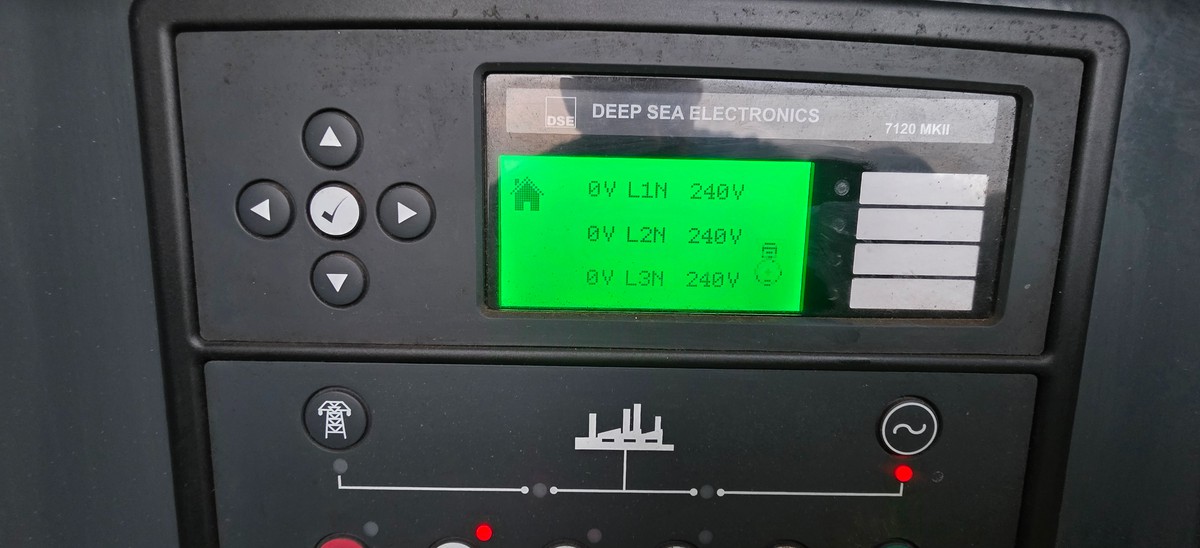 DSE DEEP SEA ELECTRONICS
7120 MKII
0V L1N 240V
0V L2N 240V
0V L3N 240V